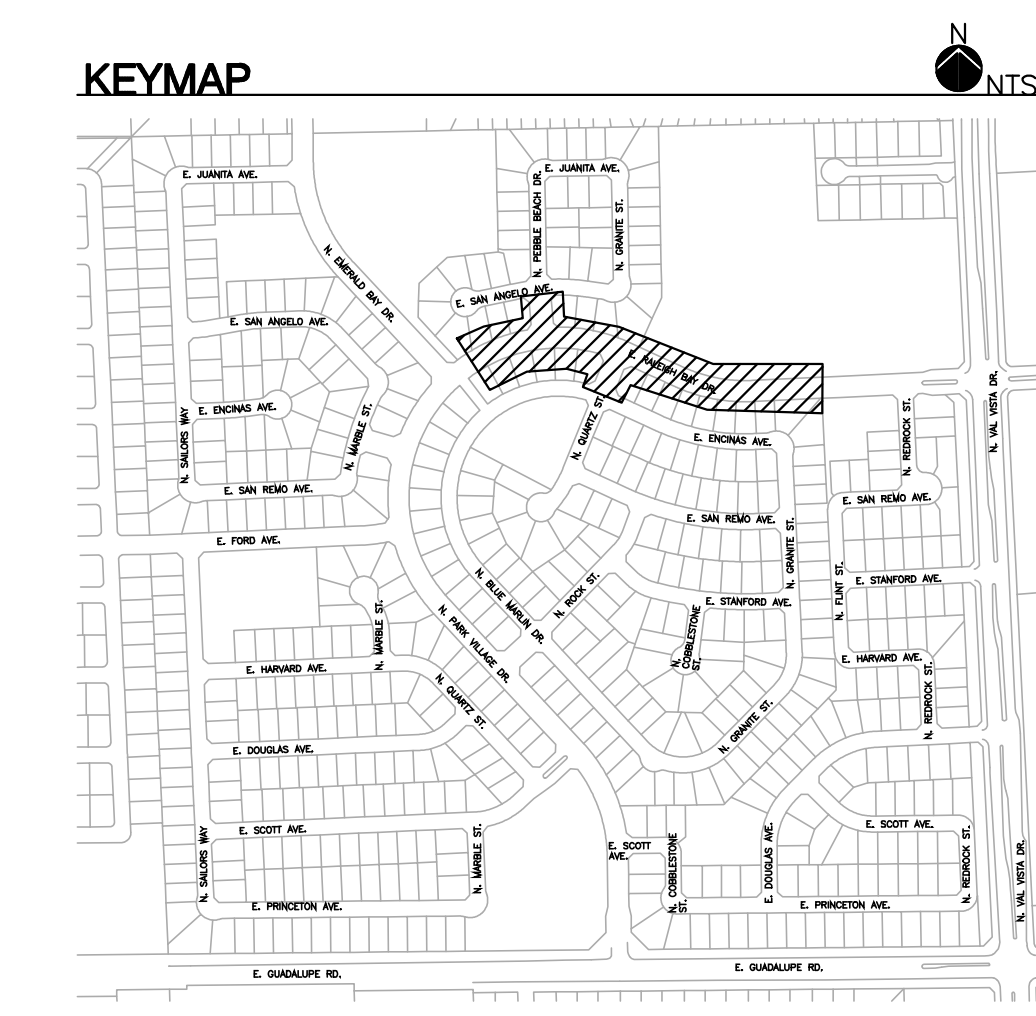 N
KEYMAP
NTS
E. JUANITA AVE.
E. JUANITA AVE.
N. PEBBLE BEACH DR.
N. GRANITE ST.
N. EMERALD BAY DR.
E. SAN ANGELO AVE.
E. SAN ANGELO AVE.
E. RALEIGH BAY DR.
N. VAL VISTA DR.
E. ENCINAS AVE.
N. SAILORS WAY
N. MARBLE ST.
N. QUARTZ ST.
E. ENCINAS AVE.
N. REDROCK ST.
E. SAN REMO AVE.
E. SAN REMO AVE.
E. SAN REMO AVE.
E. FORD AVE.
N. GRANITE ST.
N. FLINT ST.
E. STANFORD AVE.
N. BLUE MARLIN DR.
N. ROCK ST.
E. STANFORD AVE.
N. MARBLE ST.
N. PARK VILLAGE DR.
N.
COBBLESTONE
ST.
E. HARVARD AVE.
E. HARVARD AVE.
N. QUARTZ ST.
N. REDROCK ST.
N. GRANITE ST.
E. DOUGLAS AVE.
E. SCOTT AVE.
E. SCOTT AVE.
N. SAILORS WAY
N. MARBLE ST.
E. SCOTT
AVE.
N. COBBLESTONE
ST.
E. DOUGLAS AVE.
N. REDROCK ST.
N. VAL VISTA DR.
E. PRINCETON AVE.
E. PRINCETON AVE.
E. GUADALUPE RD.
E. GUADALUPE RD.